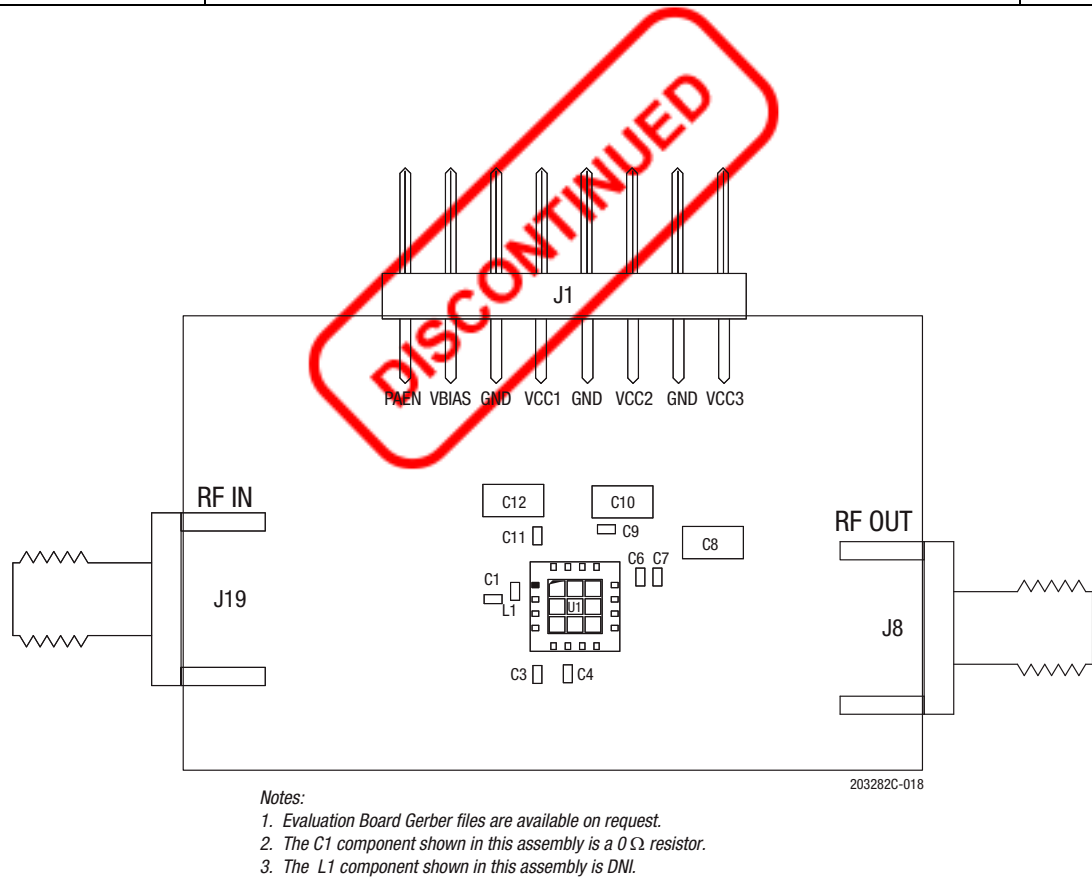 DISCONTINUED
J1
PAEN VBIAS GND VCC1 GND VCC2 GND VCC3
RF IN
C12
C10
RF OUT
C11
C9
C8
C6 C7
C1
L1
U1
J19
J8
C3
C4
203282C-018
Notes:
1. Evaluation Board Gerber files are available on request.
2. The C1 component shown in this assembly is a 0 Ω resistor.
3. The L1 component shown in this assembly is DNI.